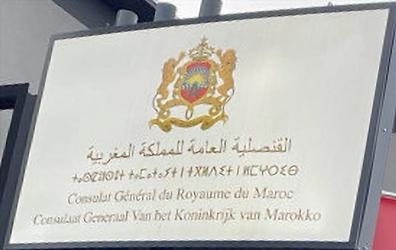 القنصلية العامة للمملكة المغربية
ⵜⴰⵎⴰⵜⴰⵢⵜ ⵏ ⵜⴳⵍⴷⵉⵜ ⵏ ⵍⵎⵖⵔⵉⴱ
Consulat Général du Royaume du Maroc
Consulaat Generaal Van het Koninkrijk van Marokko